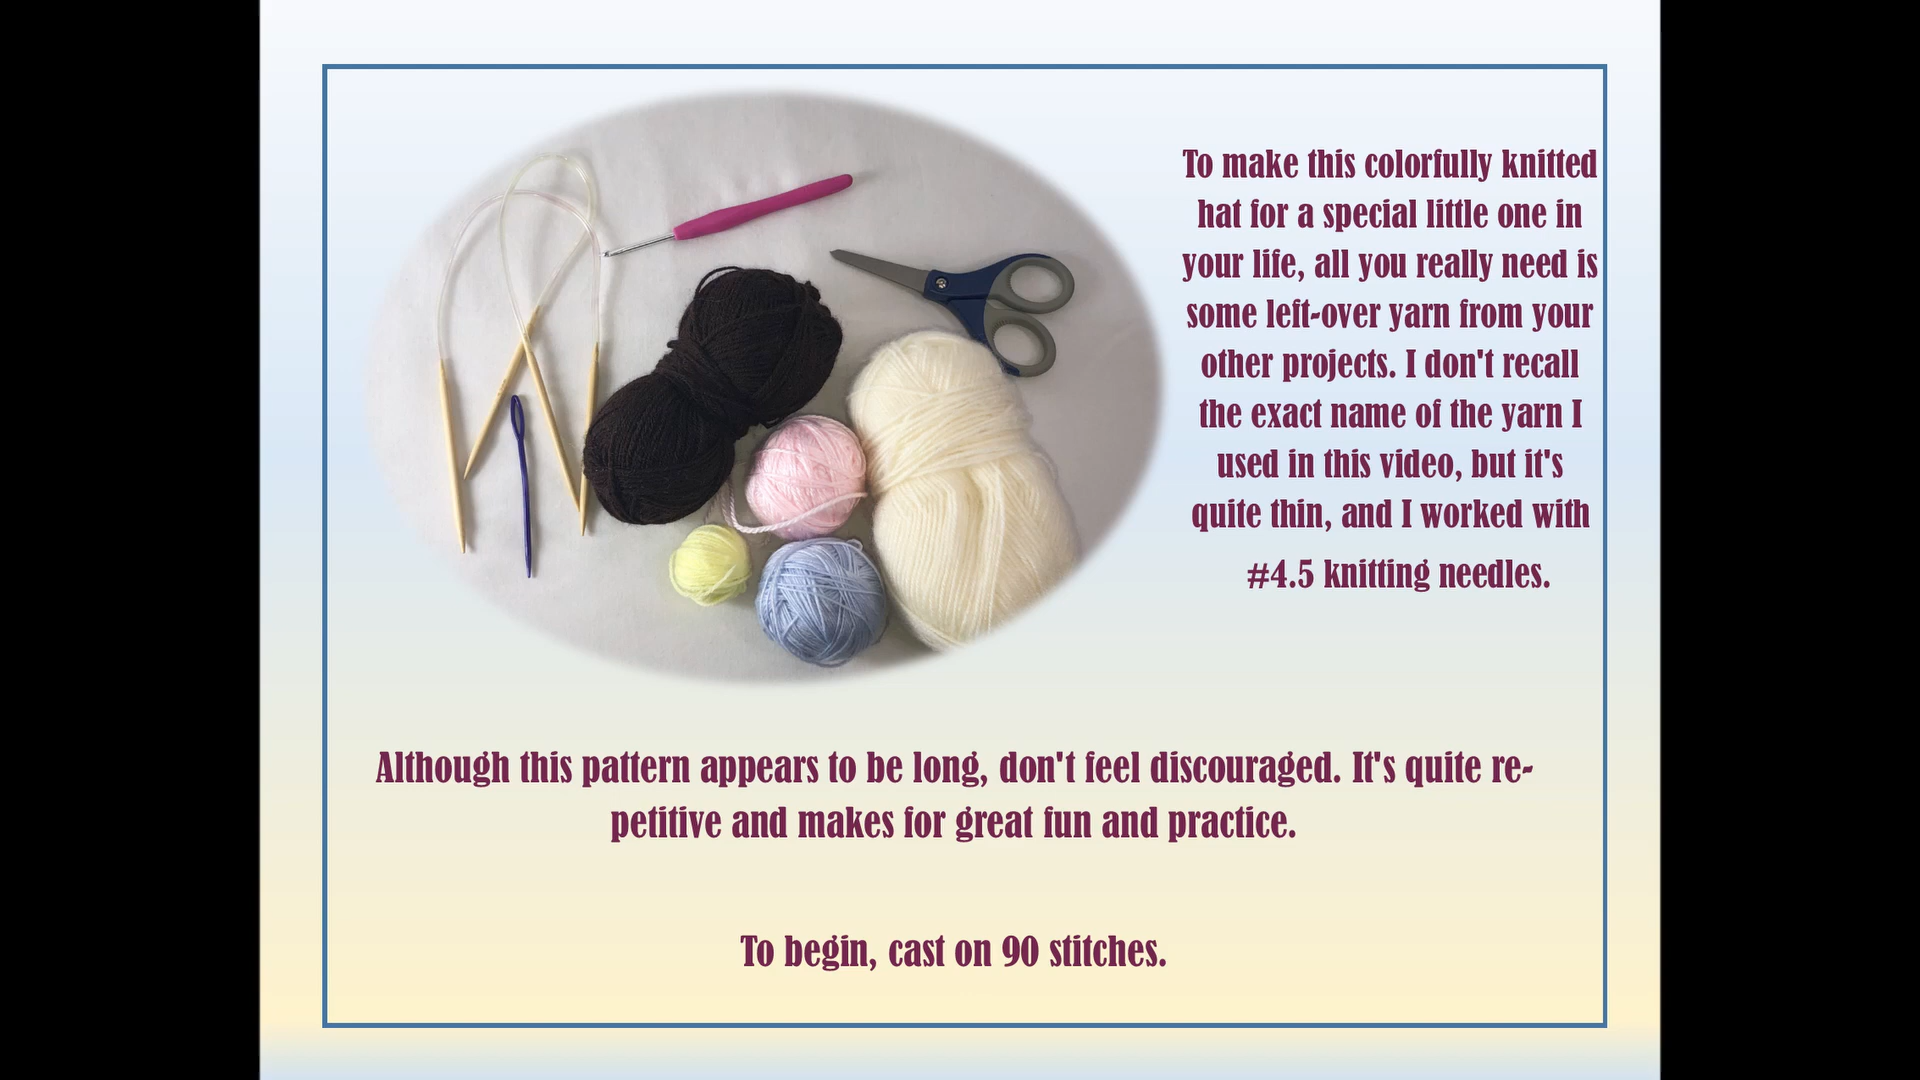 To make this colorfully knitted
hat for a special little one in
your life, all you really need is
some left-over yarn from your
other projects. I don't recall
the exact name of the yarn I
used in this video, but it's
quite thin, and I worked with
#4.5 knitting needles.
Although this pattern appears to be long, don't feel discouraged. It's quite re-
petitive and makes for great fun and practice.
To begin, cast on 90 stitches.